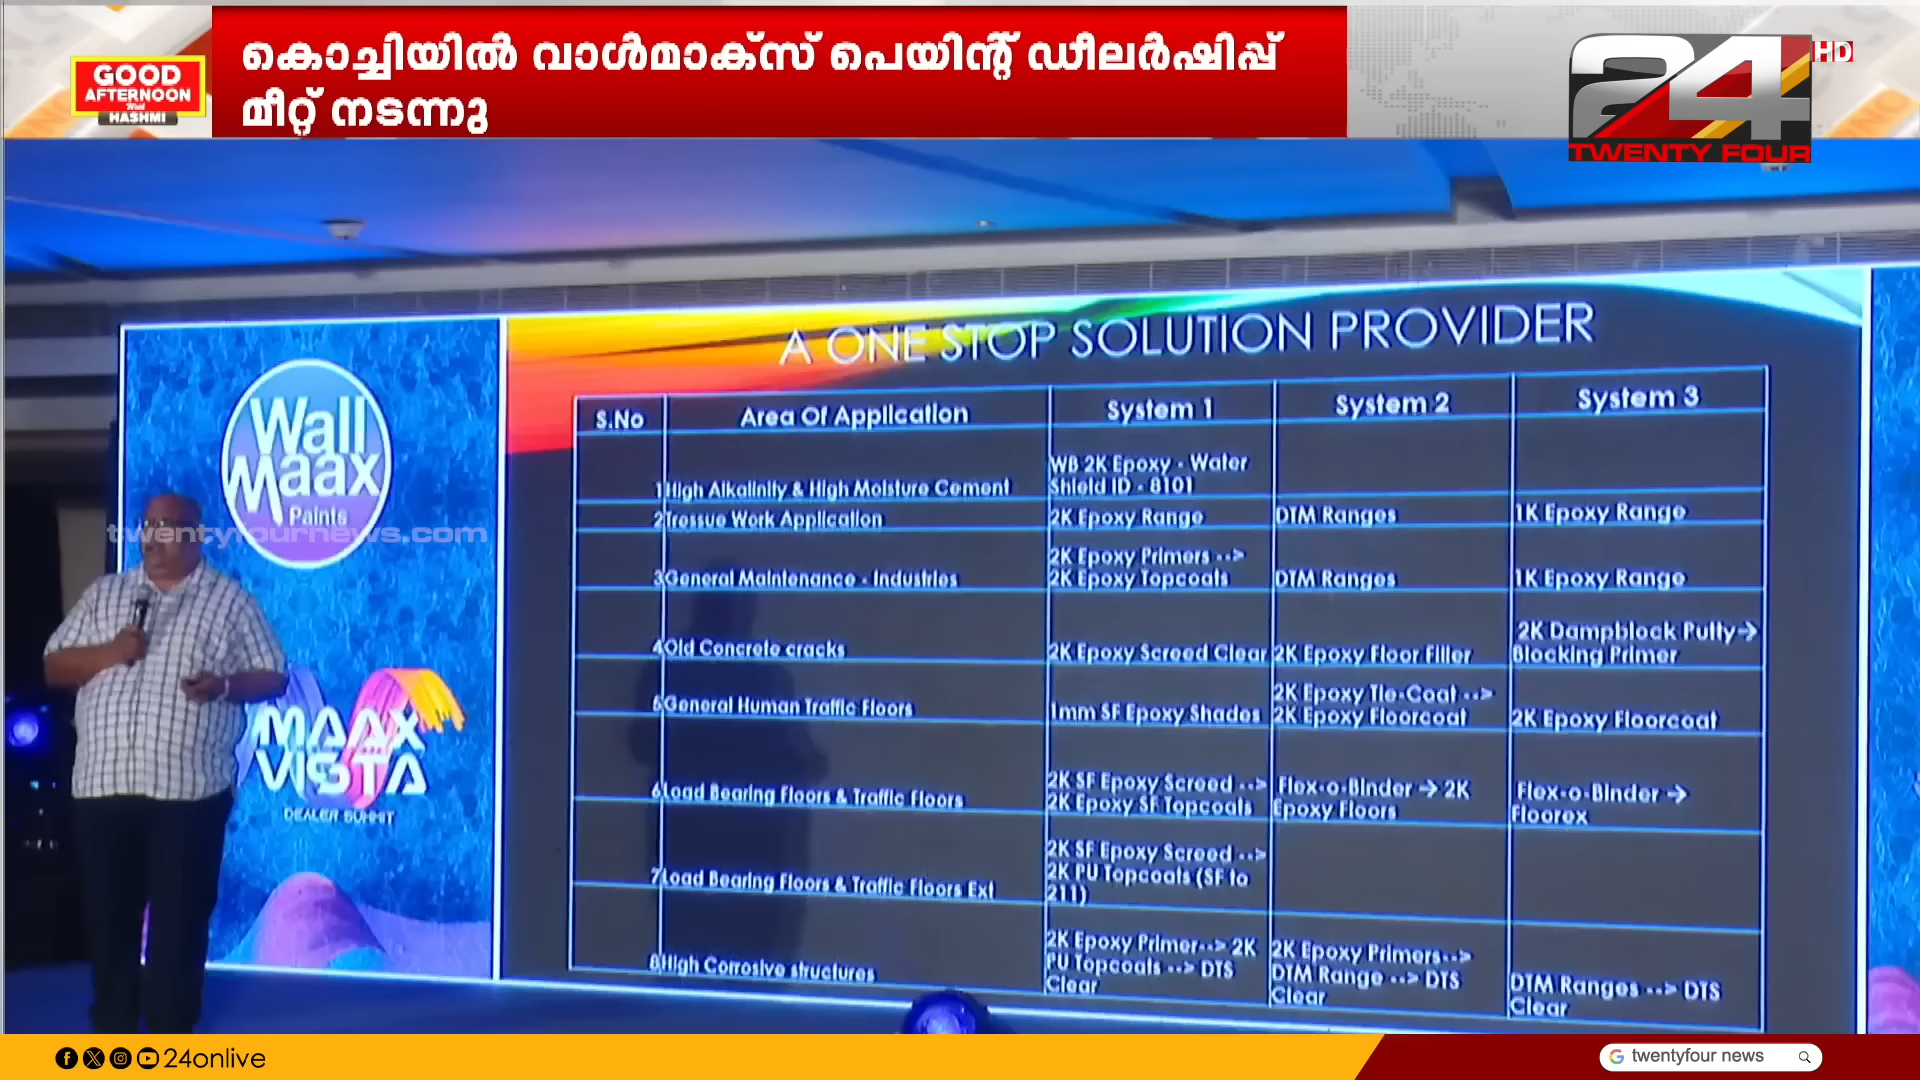 കൊച്ചിയിൽ വാൾമാക്സ് പെയിന്റ് ഡീലർഷിപ്പ്
മീറ്റ് നടന്നു
GOOD
AFTERNOON
With
HASHMI
24 HD
TWENTY FOUR
A ONE STOP SOLUTION PROVIDER
Wall
Maax
Paints
twentyfournews.com
MAAX
VISTA
DEALER SUMMIT
S.No Area Of Application System 1 System 2 System 3
1 High Alkalinity & High Moisture Cement WB 2K Epoxy - Water
Shield ID - 8101
2 Tressue Work Application 2K Epoxy Range DTM Ranges 1K Epoxy Range
3 General Maintenance - Industries 2K Epoxy Primers -->
2K Epoxy Topcoats DTM Ranges 1K Epoxy Range
4 Old Concrete cracks 2K Epoxy Screed Clear 2K Epoxy Floor Filler 2K Dampblock Putty→
Blocking Primer
5 General Human Traffic Floors 1mm SF Epoxy Shades 2K Epoxy Tie-Coat -->
2K Epoxy Floorcoat 2K Epoxy Floorcoat
6 Load Bearing Floors & Traffic Floors 2K SF Epoxy Screed -->
2K Epoxy SF Topcoats Flex-o-Binder → 2K
Epoxy Floors Flex-o-Binder →
Floorex
7 Load Bearing Floors & Traffic Floors Ext 2K SF Epoxy Screed -->
2K PU Topcoats (SF to
211)
8 High Corrosive structures 2K Epoxy Primer--> 2K
PU Topcoats --> DTS
Clear 2K Epoxy Primers-->
DTM Range --> DTS
Clear DTM Ranges --> DTS
Clear
24onlive
twentyfour news